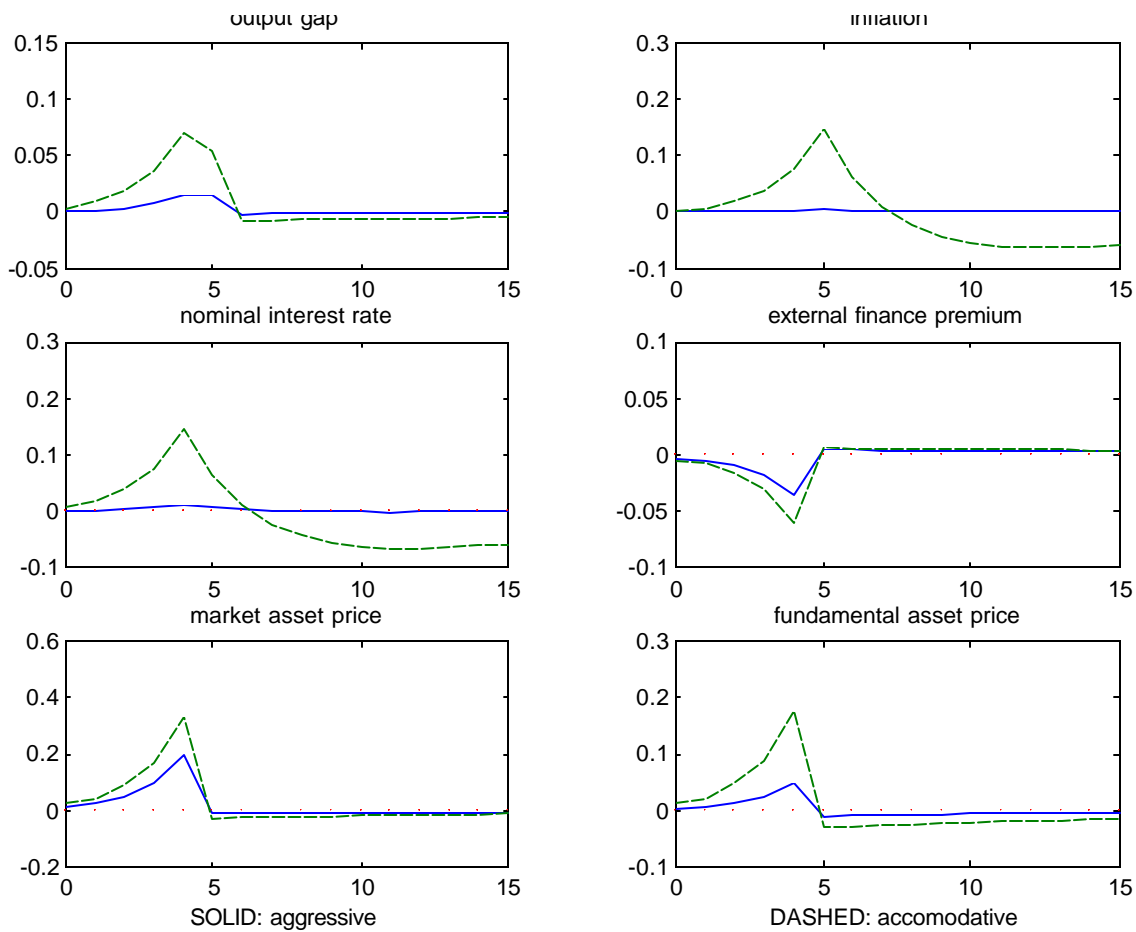 output gap
inflation
0.15
0.1
0.05
0
-0.05
0 5 10 15
0.3
0.2
0.1
0
-0.1
0 5 10 15
nominal interest rate
external finance premium
0.3
0.2
0.1
0
-0.1
0 5 10 15
0.1
0.05
0
-0.05
-0.1
0 5 10 15
market asset price
fundamental asset price
0.6
0.4
0.2
0
-0.2
0 5 10 15
0.3
0.2
0.1
0
-0.1
0 5 10 15
SOLID: aggressive
DASHED: accomodative